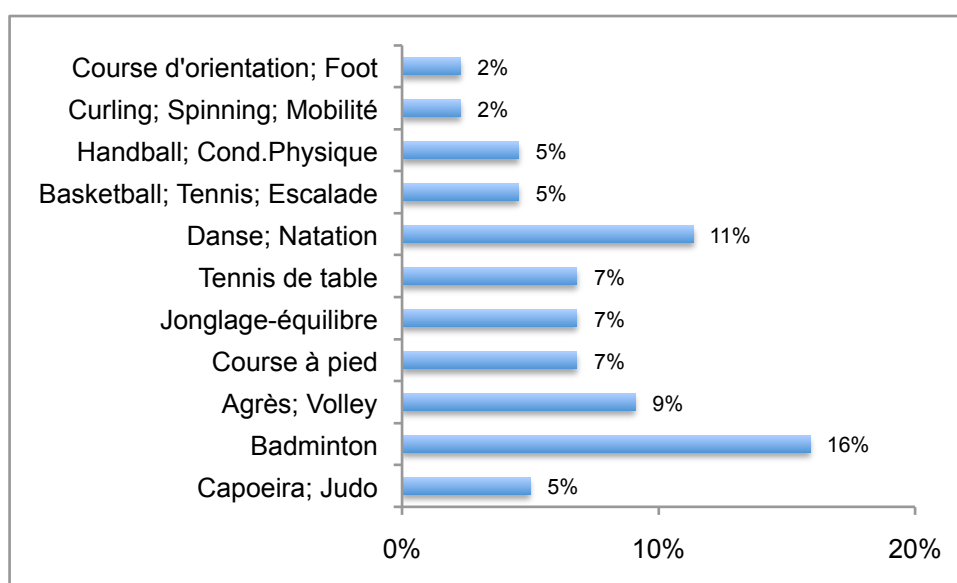 Course d'orientation; Foot 2%
Curling; Spinning; Mobilité 2%
Handball; Cond.Physique 5%
Basketball; Tennis; Escalade 5%
Danse; Natation 11%
Tennis de table 7%
Jonglage-équilibre 7%
Course à pied 7%
Agrès; Volley 9%
Badminton 16%
Capoeira; Judo 5%
0% 10% 20%